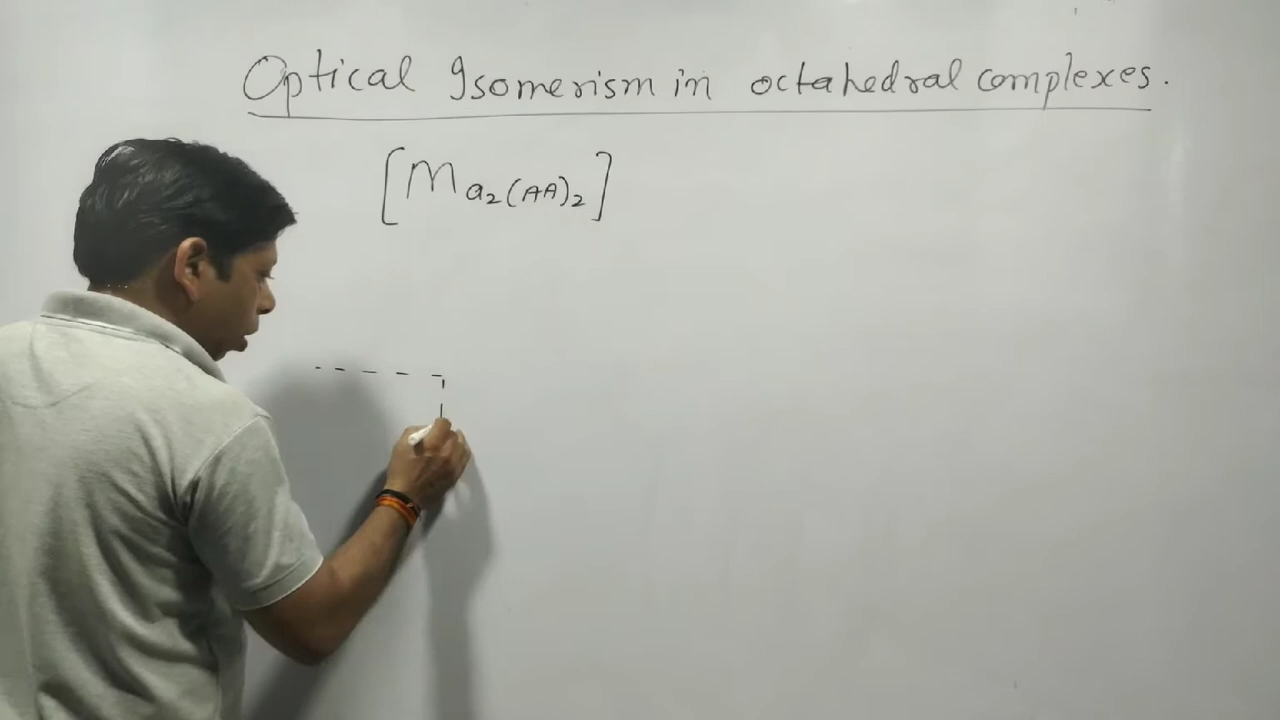 Optical Isomerism in octahedral complexes.
[Ma₂(AA)₂]